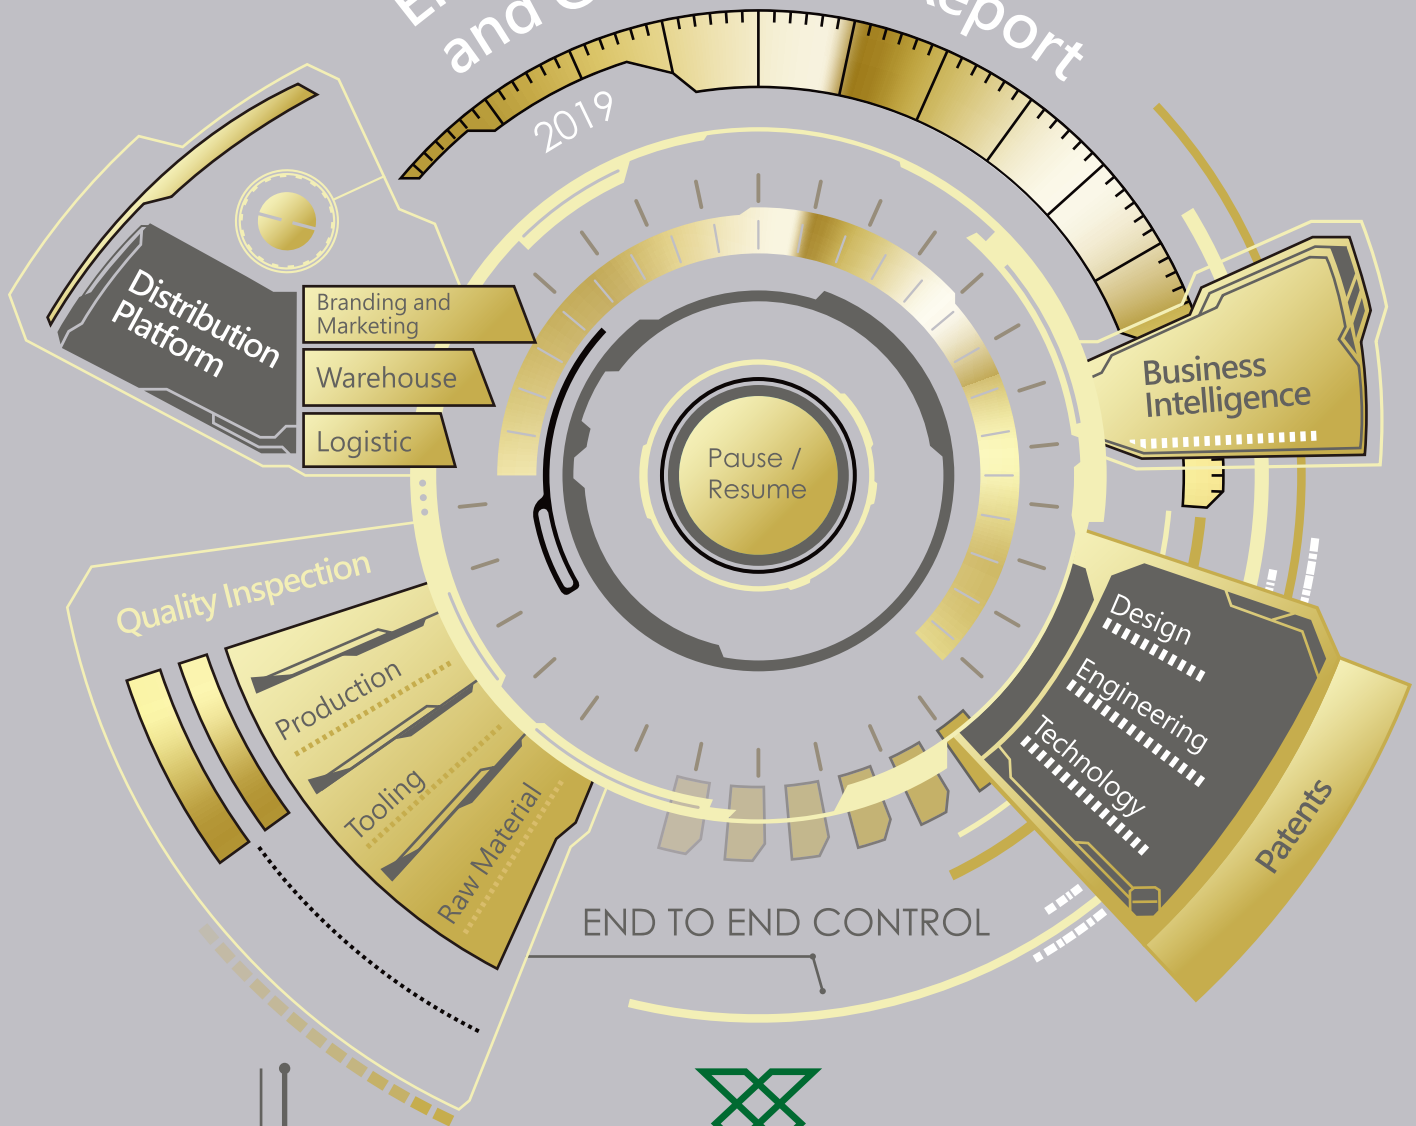 and
Report
2019
Distribution
Platform
Branding and
Marketing
Warehouse
Logistic
Business
Intelligence
Pause /
Resume
Quality Inspection
Production
Tooling
Raw Material
Design
Engineering
Technology
Patents
END TO END CONTROL